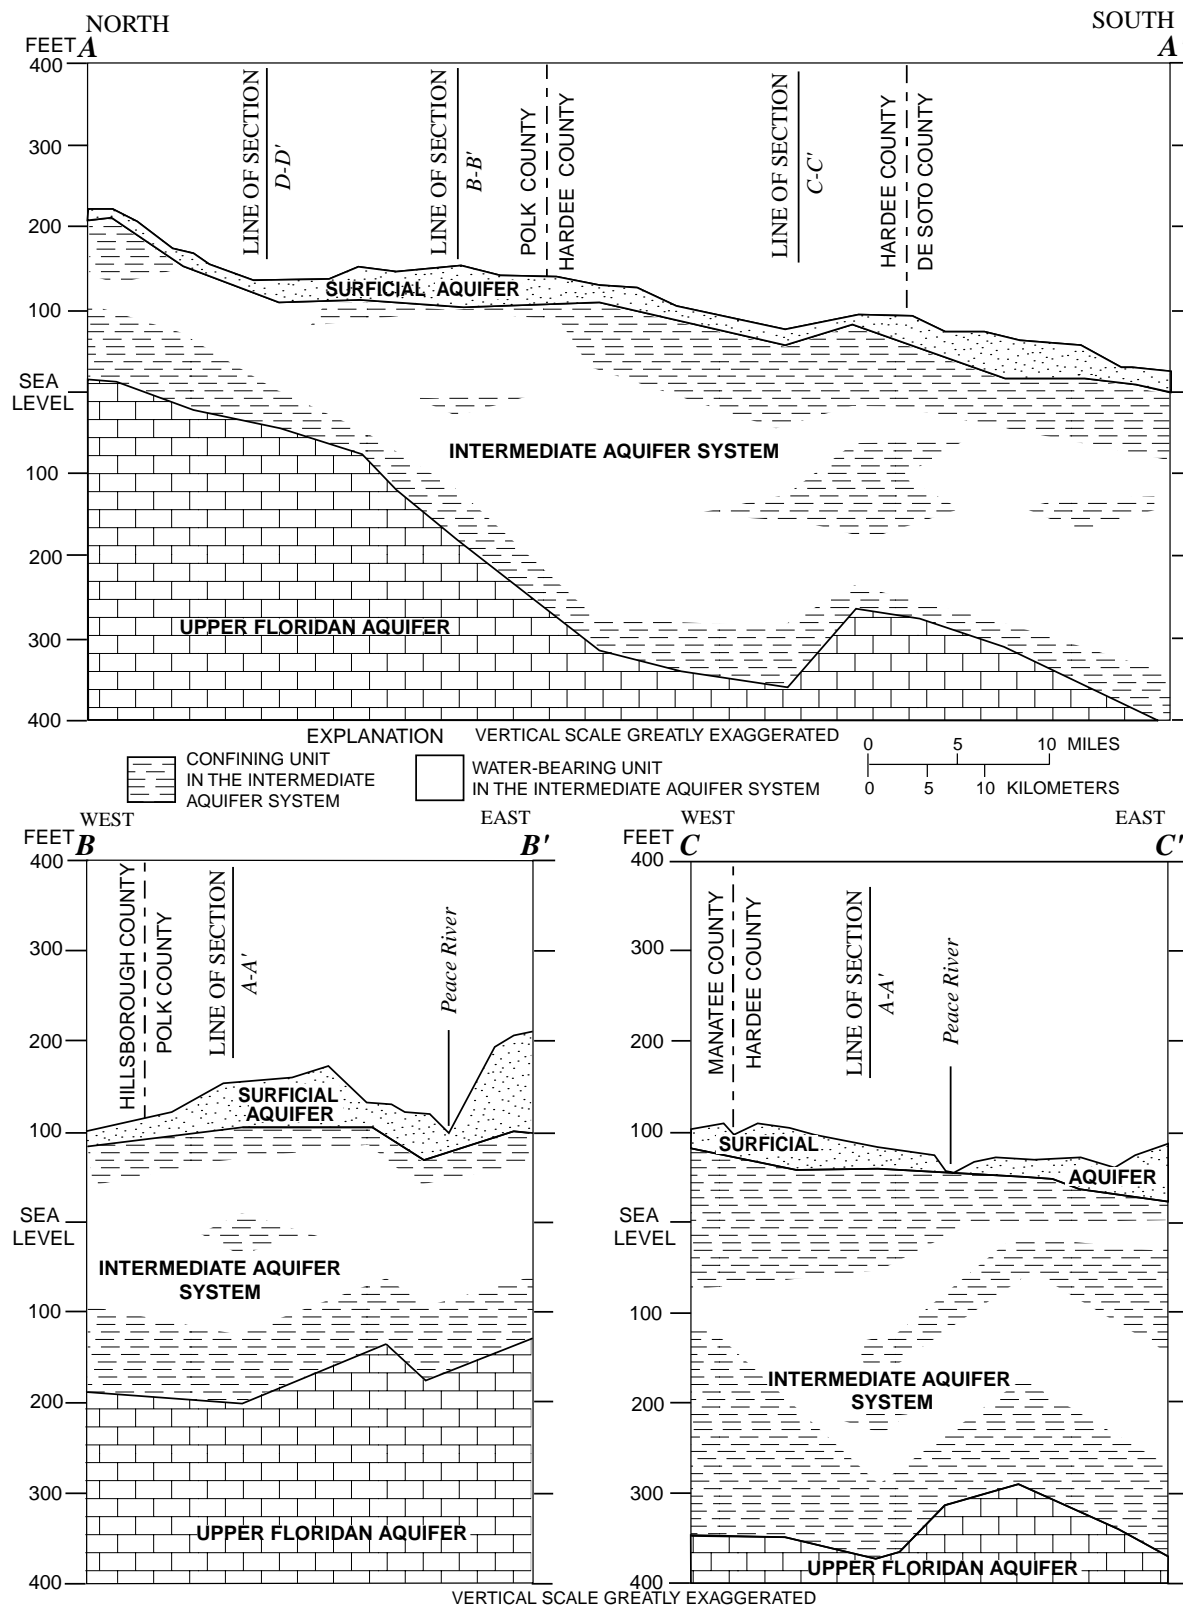 NORTH
SOUTH
FEET A
A
400
300
200
100
SEA
LEVEL
100
200
300
400
LINE OF SECTION
D-D'
LINE OF SECTION
B-B'
POLK COUNTY
HARDEE COUNTY
LINE OF SECTION
C-C'
HARDEE COUNTY
DE SOTO COUNTY
SURFICIAL AQUIFER
INTERMEDIATE AQUIFER SYSTEM
UPPER FLORIDAN AQUIFER
EXPLANATION
VERTICAL SCALE GREATLY EXAGGERATED
CONFINING UNIT
IN THE INTERMEDIATE
AQUIFER SYSTEM
WATER-BEARING UNIT
IN THE INTERMEDIATE AQUIFER SYSTEM
0 5 10 MILES
0 5 10 KILOMETERS
WEST
EAST
FEET B
B'
400
300
200
100
SEA
LEVEL
100
200
300
400
HILLSBOROUGH COUNTY
POLK COUNTY
LINE OF SECTION
A-A'
Peace River
SURFICIAL
AQUIFER
INTERMEDIATE AQUIFER
SYSTEM
UPPER FLORIDAN AQUIFER
WEST
EAST
FEET C
C'
400
300
200
100
SEA
LEVEL
100
200
300
400
MANATEE COUNTY
HARDEE COUNTY
LINE OF SECTION
A-A'
Peace River
SURFICIAL
AQUIFER
INTERMEDIATE AQUIFER
SYSTEM
UPPER FLORIDAN AQUIFER
VERTICAL SCALE GREATLY EXAGGERATED